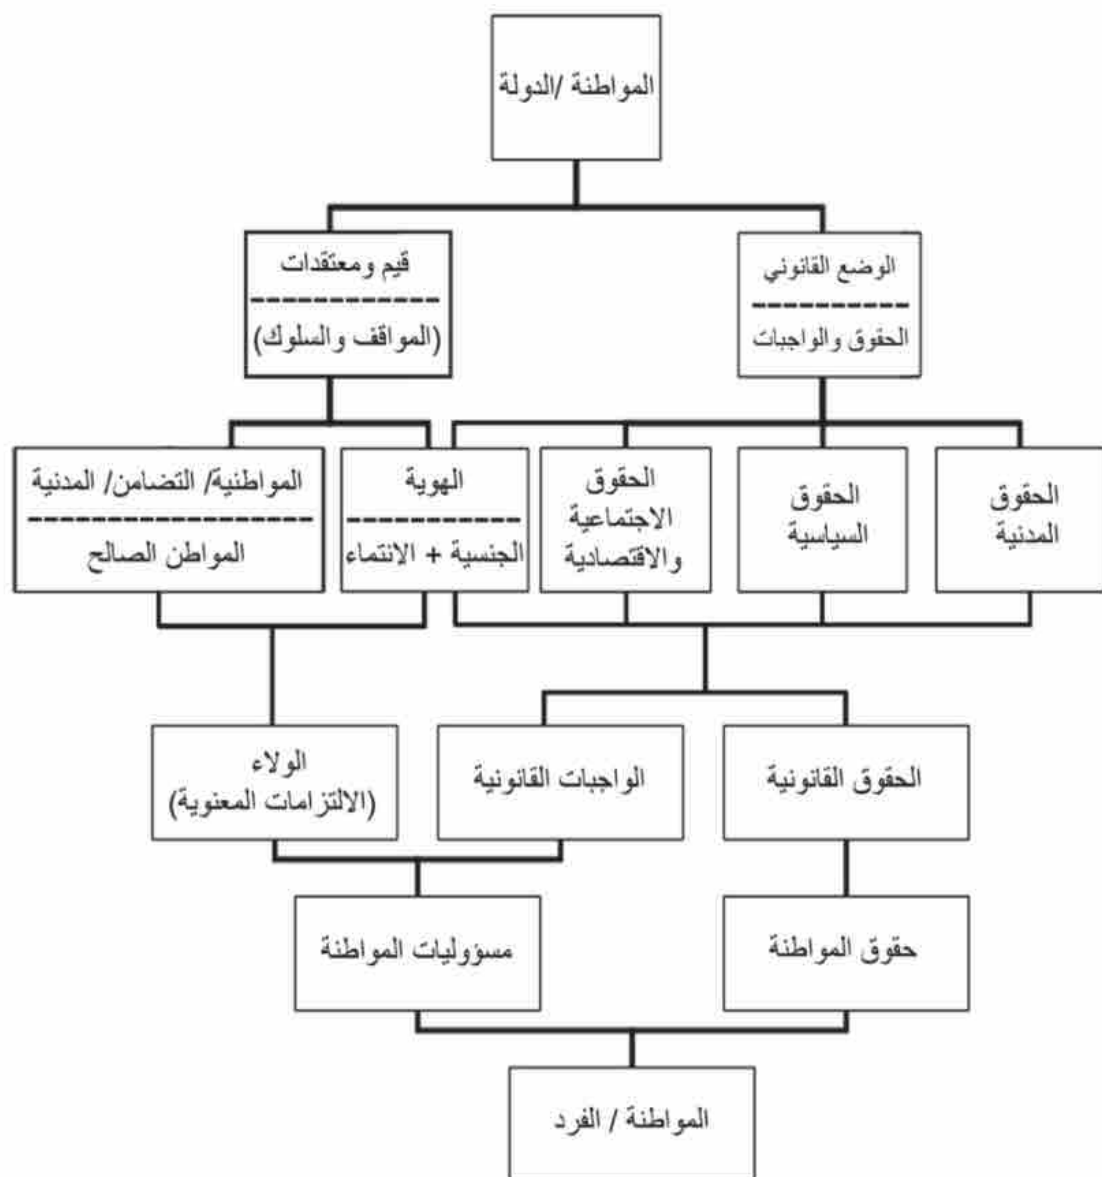 المواطنة /الدولة
الوضع القانوني
الحقوق والواجبات
قيم ومعتقدات
(المواقف والسلوك)
الحقوق
المدنية
الحقوق
السياسية
الحقوق
الاجتماعية
والاقتصادية
الهوية
الجنسية + الانتماء
المواطنية/ التضامن/ المدنية
المواطن الصالح
الحقوق القانونية
الواجبات القانونية
الولاء
(الالتزامات المعنوية)
حقوق المواطنة
مسؤوليات المواطنة
المواطنة / الفرد